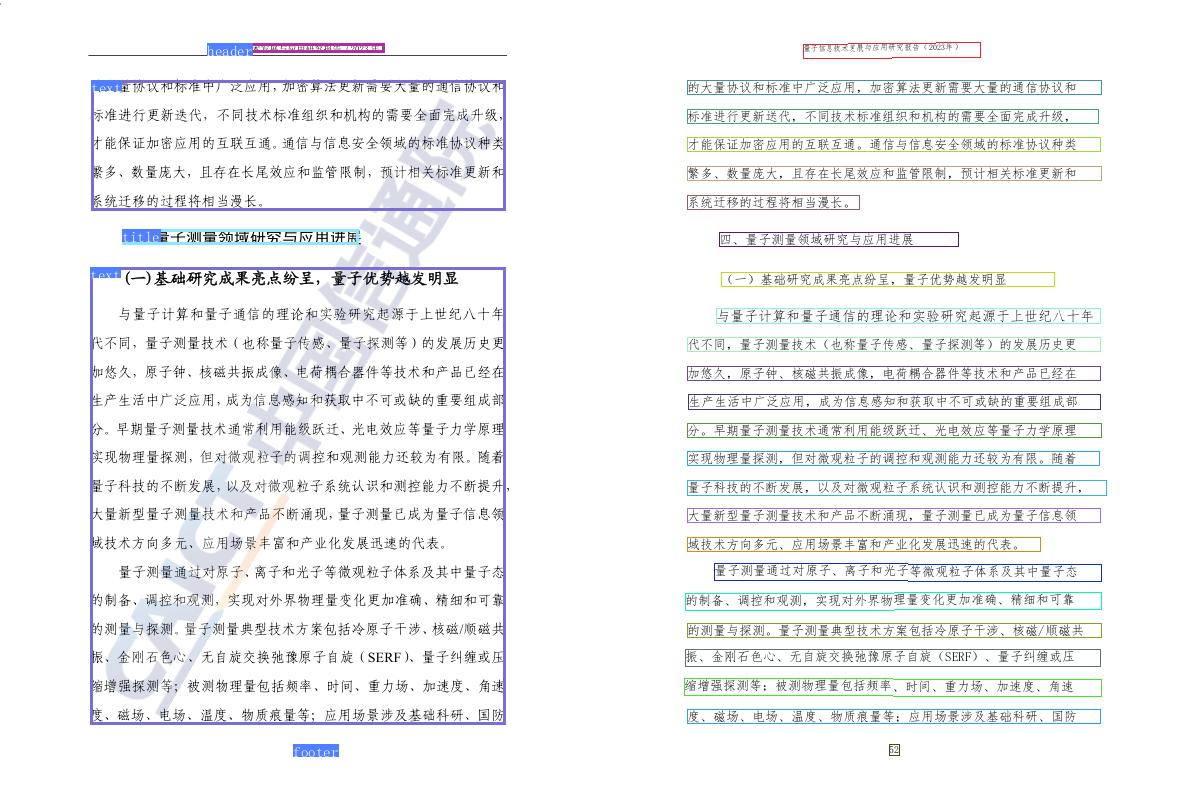 header
text
量协议和标准中广泛应用，加密算法更新需要大量的通信协议和
标准进行更新迭代，不同技术标准组织和机构的需要全面完成升级，
才能保证加密应用的互联互通。通信与信息安全领域的标准协议种类
繁多、数量庞大，且存在长尾效应和监管限制，预计相关标准更新和
系统迁移的过程将相当漫长。
title 量子测量领域研究与应用进展
text （一）基础研究成果亮点纷呈，量子优势越发明显
与量子计算和量子通信的理论和实验研究起源于上世纪八十年
代不同，量子测量技术（也称量子传感、量子探测等）的发展历史更
加悠久，原子钟、核磁共振成像、电荷耦合器件等技术和产品已经在
生产生活中广泛应用，成为信息感知和获取中不可或缺的重要组成部
分。早期量子测量技术通常利用能级跃迁、光电效应等量子力学原理
实现物理量探测，但对微观粒子的调控和观测能力还较为有限。随着
量子科技的不断发展，以及对微观粒子系统认识和测控能力不断提升，
大量新型量子测量技术和产品不断涌现，量子测量已成为量子信息领
域技术方向多元、应用场景丰富和产业化发展迅速的代表。
量子测量通过对原子、离子和光子等微观粒子体系及其中量子态
的制备、调控和观测，实现对外界物理量变化更加准确、精细和可靠
的测量与探测。量子测量典型技术方案包括冷原子干涉、核磁/顺磁共
振、金刚石色心、无自旋交换弛豫原子自旋（SERF）、量子纠缠或压
缩增强探测等；被测物理量包括频率、时间、重力场、加速度、角速
度、磁场、电场、温度、物质痕量等；应用场景涉及基础科研、国防
footer
CAICT 中国信通院
量子信息技术发展与应用研究报告（2023年）
的大量协议和标准中广泛应用，加密算法更新需要大量的通信协议和
标准进行更新迭代，不同技术标准组织和机构的需要全面完成升级，
才能保证加密应用的互联互通。通信与信息安全领域的标准协议种类
繁多、数量庞大，且存在长尾效应和监管限制，预计相关标准更新和
系统迁移的过程将相当漫长。
四、量子测量领域研究与应用进展
（一）基础研究成果亮点纷呈，量子优势越发明显
与量子计算和量子通信的理论和实验研究起源于上世纪八十年
代不同，量子测量技术（也称量子传感、量子探测等）的发展历史更
加悠久，原子钟、核磁共振成像，电荷耦合器件等技术和产品已经在
生产生活中广泛应用，成为信息感知和获取中不可或缺的重要组成部
分。早期量子测量技术通常利用能级跃迁、光电效应等量子力学原理
实现物理量探测，但对微观粒子的调控和观测能力还较为有限。随着
量子科技的不断发展，以及对微观粒子系统认识和测控能力不断提升，
大量新型量子测量技术和产品不断涌现，量子测量已成为量子信息领
域技术方向多元、应用场景丰富和产业化发展迅速的代表。
量子测量通过对原子、离子和光子等微观粒子体系及其中量子态
的制备、调控和观测，实现对外界物理量变化更加准确、精细和可靠
的测量与探测。量子测量典型技术方案包括冷原子干涉、核磁/顺磁共
振、金刚石色心、无自旋交换弛豫原子自旋（SERF）、量子纠缠或压
缩增强探测等；被测物理量包括频率、时间、重力场、加速度、角速
度、磁场、电场、温度、物质痕量等；应用场景涉及基础科研、国防
52